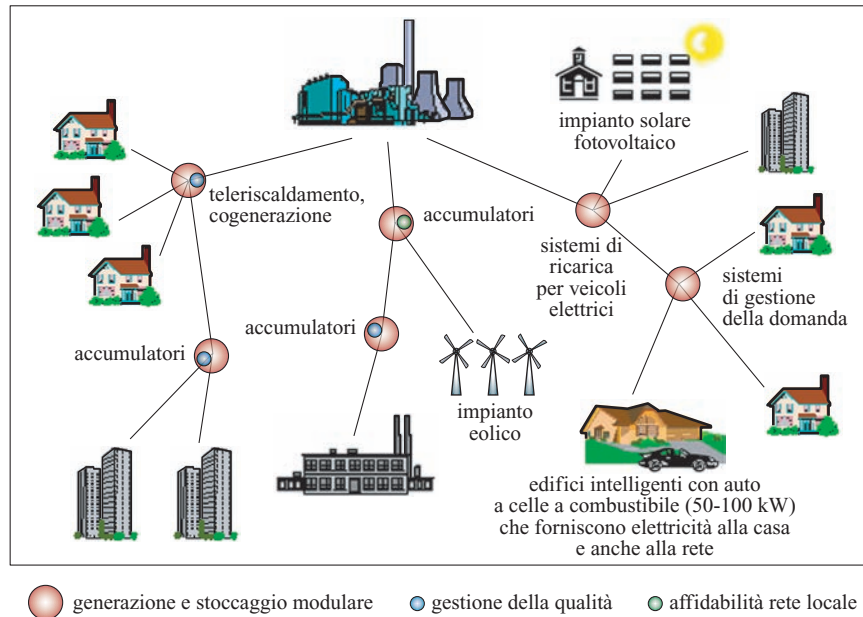 impianto solare
fotovoltaico
teleriscaldamento,
cogenerazione
accumulatori
sistemi di
ricarica
per veicoli
elettrici
sistemi
di gestione
della domanda
accumulatori
accumulatori
impianto
eolico
edifici intelligenti con auto
a celle a combustibile (50-100 kW)
che forniscono elettricità alla casa
e anche alla rete
generazione e stoccaggio modulare
gestione della qualità
affidabilità rete locale